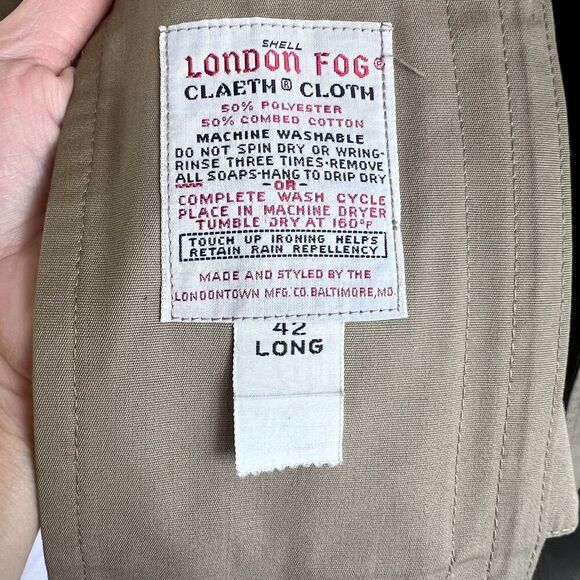 SHELL
LONDON FOG®
CLAETH® CLOTH
50% POLYESTER
50% COMBED COTTON
MACHINE WASHABLE
DO NOT SPIN DRY OR WRING-
RINSE THREE TIMES·REMOVE
ALL SOAPS-HANG TO DRIP DRY
-OR-
COMPLETE WASH CYCLE
PLACE IN MACHINE DRYER
TUMBLE DRY AT 160°F
TOUCH UP IRONING HELPS
RETAIN RAIN REPELLENCY
MADE AND STYLED BY THE
LONDONTOWN MFG. CO. BALTIMORE, MD.
42
LONG